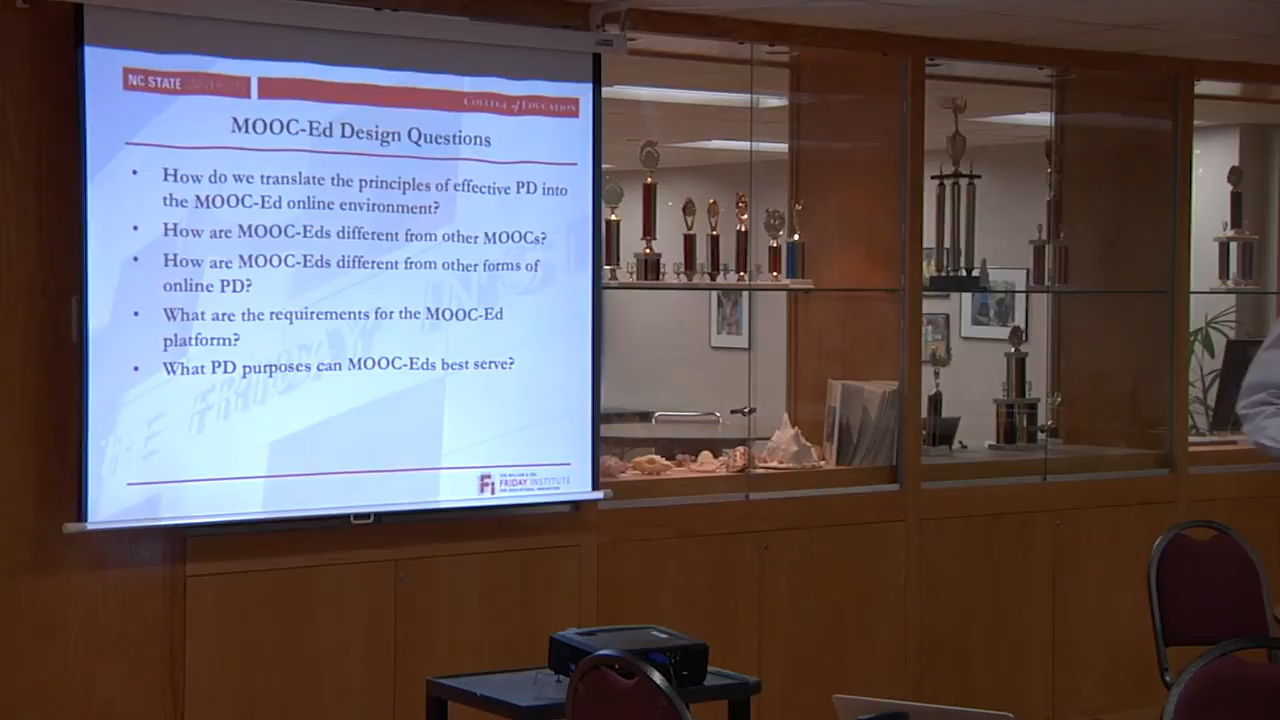 NC STATE UNIVERSITY
COLLEGE of EDUCATION
MOOC-Ed Design Questions
• How do we translate the principles of effective PD into
the MOOC-Ed online environment?
• How are MOOC-Eds different from other MOOCs?
• How are MOOC-Eds different from other forms of
online PD?
• What are the requirements for the MOOC-Ed
platform?
• What PD purposes can MOOC-Eds best serve?
FRIDAY INSTITUTE